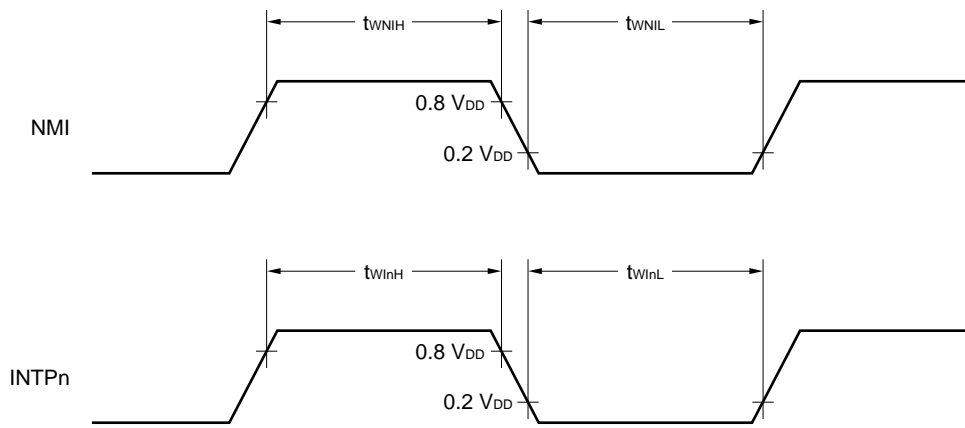 tWNIH tWNIL
0.8 VDD
NMI
0.2 VDD
tWInH tWInL
0.8 VDD
INTPn
0.2 VDD